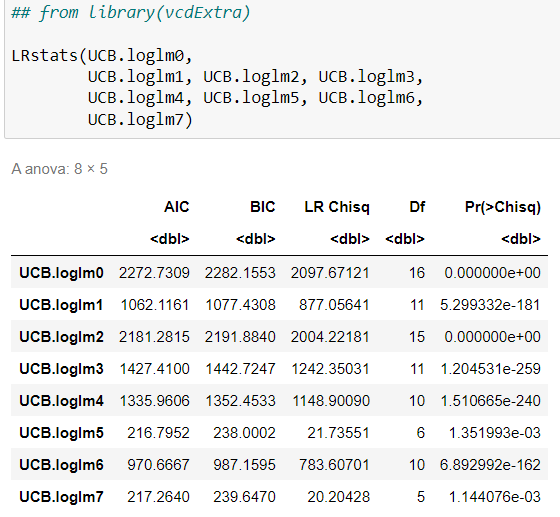 ## from library(vcdExtra)
LRstats(UCB.loglm0,
UCB.loglm1, UCB.loglm2, UCB.loglm3,
UCB.loglm4, UCB.loglm5, UCB.loglm6,
UCB.loglm7)
A anova: 8 × 5
AIC BIC LR Chisq Df Pr(>Chisq)
<dbl> <dbl> <dbl> <dbl> <dbl>
UCB.loglm0 2272.7309 2282.1553 2097.67121 16 0.000000e+00
UCB.loglm1 1062.1161 1077.4308 877.05641 11 5.299332e-181
UCB.loglm2 2181.2815 2191.8840 2004.22181 15 0.000000e+00
UCB.loglm3 1427.4100 1442.7247 1242.35031 11 1.204531e-259
UCB.loglm4 1335.9606 1352.4533 1148.90090 10 1.510665e-240
UCB.loglm5 216.7952 238.0002 21.73551 6 1.351993e-03
UCB.loglm6 970.6667 987.1595 783.60701 10 6.892992e-162
UCB.loglm7 217.2640 239.6470 20.20428 5 1.144076e-03